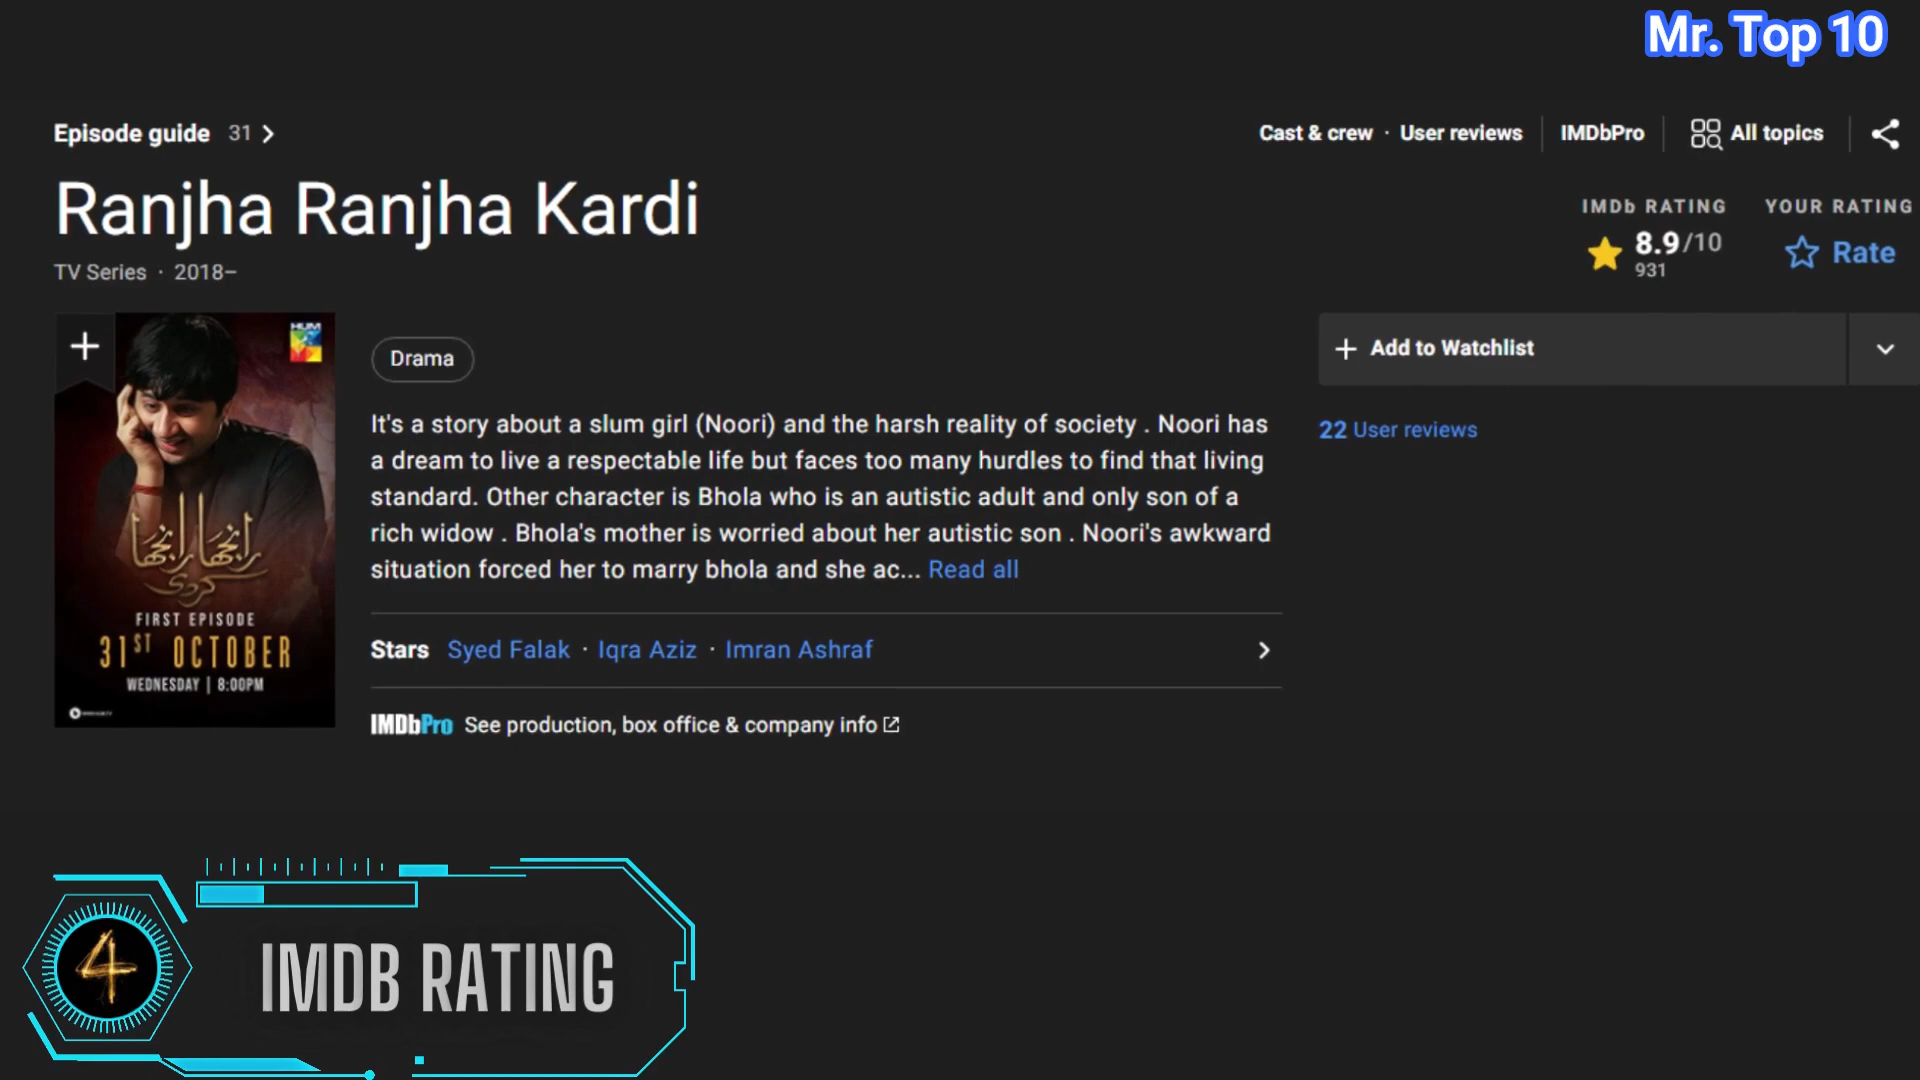 Mr. Top 10
Episode guide 31
Cast & crew · User reviews
IMDbPro
All topics
Ranjha Ranjha Kardi
TV Series · 2018–
IMDb RATING
8.9/10
931
YOUR RATING
Rate
HUM
رانجھا رانجھا
کردی
FIRST EPISODE
31ST OCTOBER
WEDNESDAY | 8:00PM
Drama
It's a story about a slum girl (Noori) and the harsh reality of society . Noori has
a dream to live a respectable life but faces too many hurdles to find that living
standard. Other character is Bhola who is an autistic adult and only son of a
rich widow . Bhola's mother is worried about her autistic son . Noori's awkward
situation forced her to marry bhola and she ac... Read all
Stars Syed Falak · Iqra Aziz · Imran Ashraf
IMDbPro See production, box office & company info
+ Add to Watchlist
22 User reviews
4
IMDB RATING